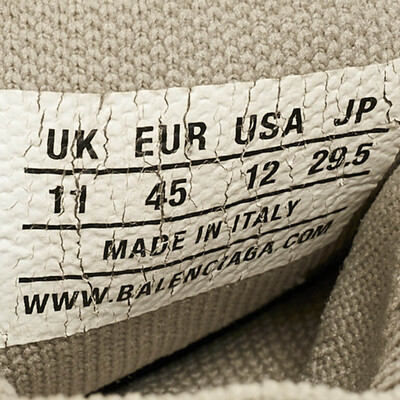 UK EUR USA JP
11 45 12 29.5
MADE IN ITALY
WWW.BALENCIAGA.COM